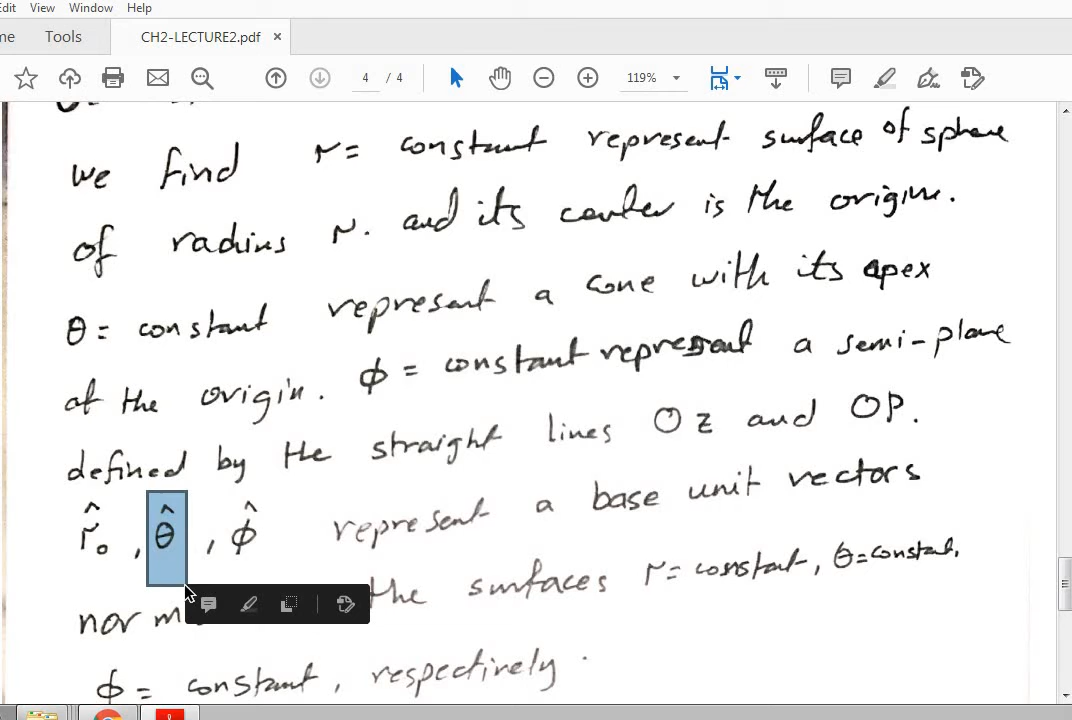 Edit View Window Help
me Tools CH2-LECTURE2.pdf ×
4 / 4 119%
we find r = constant represent surface of sphere
of radius r. and its center is the origin.
θ = constant represent a cone with its apex
at the origin. ϕ = constant represent a semi-plane
defined by the straight lines OZ and OP.
r̂₀, θ̂, ϕ̂ represent a base unit vectors
norm the surfaces r = constant, θ = constant,
ϕ = constant, respectively.